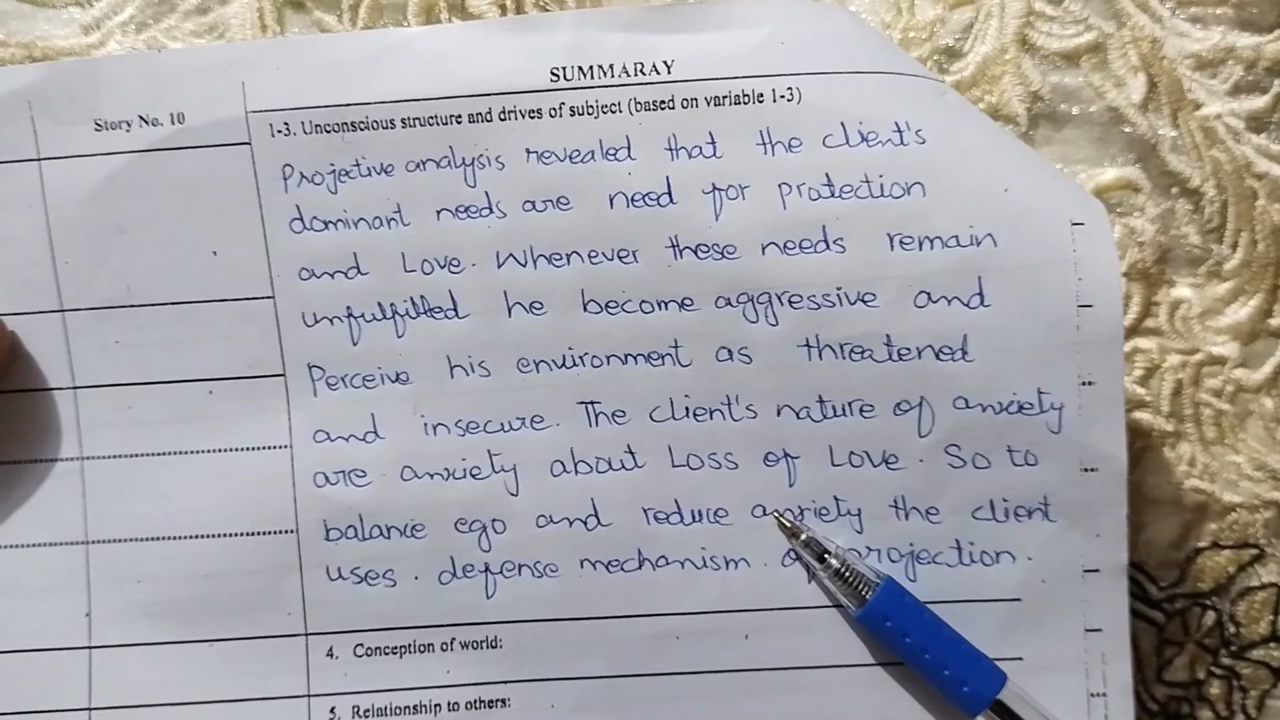 SUMMARAY
Story No. 10
1-3. Unconscious structure and drives of subject (based on variable 1-3)
Projective analysis revealed that the client's
dominant needs are need for protection
and Love. Whenever these needs remain
unfulfilled he become aggressive and
Perceive his environment as threatened
and insecure. The client's nature of anxiety
are anxiety about Loss of Love. So to
balance ego and reduce anxiety the client
uses. defense mechanism. of projection.
4. Conception of world:
5. Relationship to others: